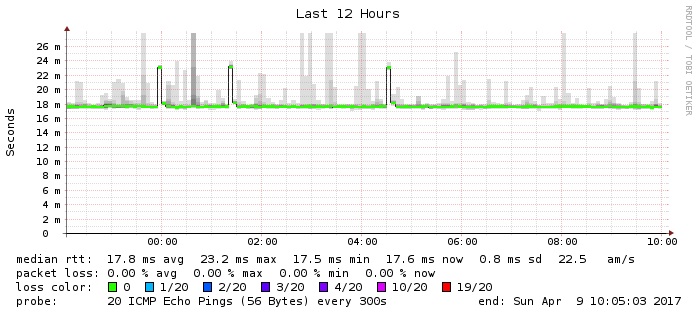 Last 12 Hours
RRDTOOL / TOBI OETIKER
Seconds
26 m
24 m
22 m
20 m
18 m
16 m
14 m
12 m
10 m
8 m
6 m
4 m
2 m
0
00:00 02:00 04:00 06:00 08:00 10:00
median rtt: 17.8 ms avg 23.2 ms max 17.5 ms min 17.6 ms now 0.8 ms sd 22.5 am/s
packet loss: 0.00 % avg 0.00 % max 0.00 % min 0.00 % now
loss color: 0 1/20 2/20 3/20 4/20 10/20 19/20
probe: 20 ICMP Echo Pings (56 Bytes) every 300s end: Sun Apr 9 10:05:03 2017